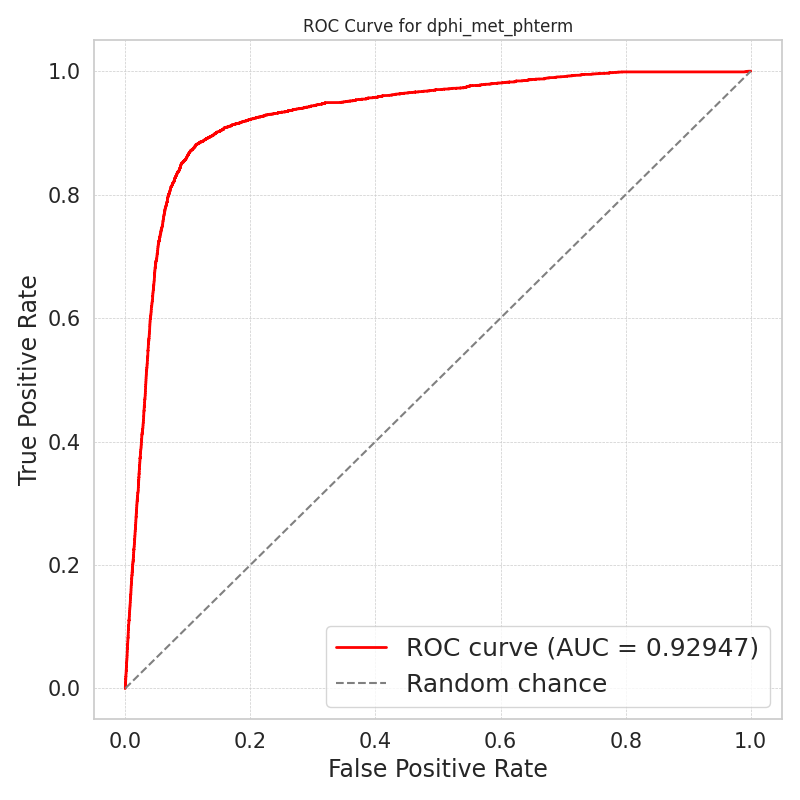 ROC Curve for dphi_met_phterm
True Positive Rate
1.0
0.8
0.6
0.4
0.2
0.0
ROC curve (AUC = 0.92947)
Random chance
0.0 0.2 0.4 0.6 0.8 1.0
False Positive Rate